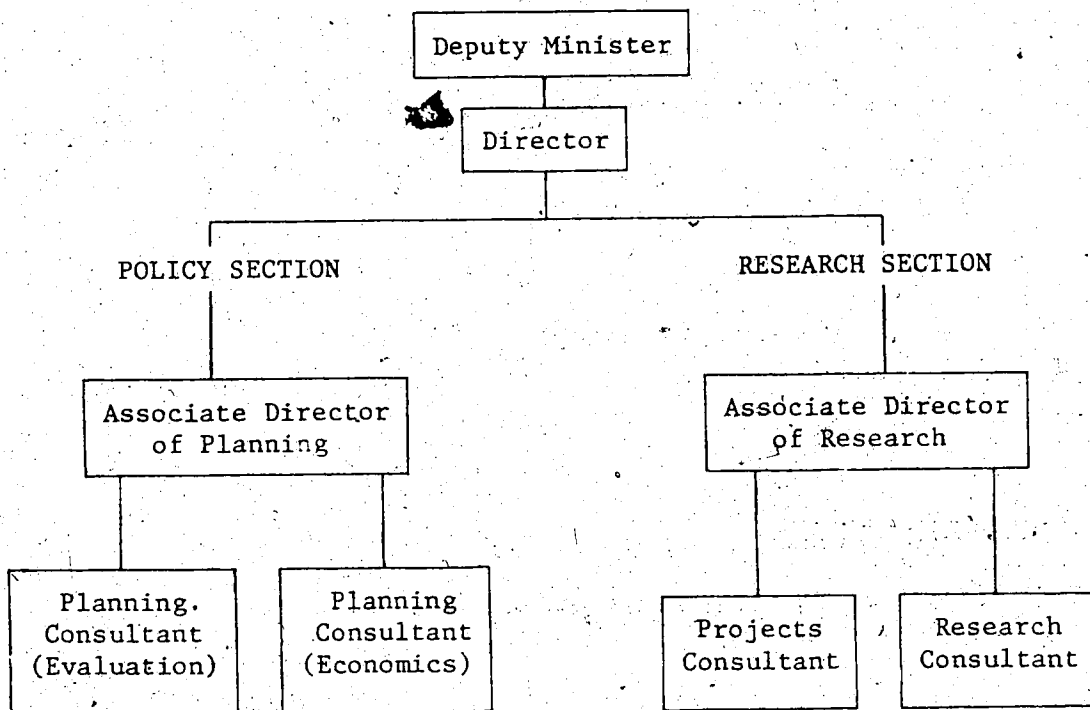 Deputy Minister
Director
POLICY SECTION
RESEARCH SECTION
Associate Director
of Planning
Associate Director
of Research
Planning.
Consultant
(Evaluation)
Planning
Consultant
(Economics)
Projects
Consultant
Research
Consultant